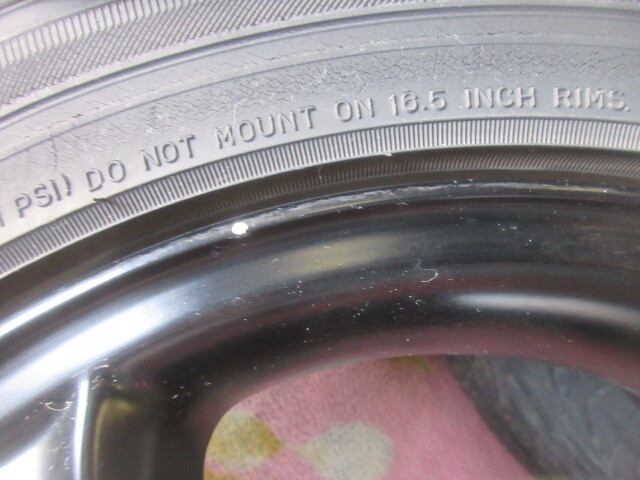 PSI) DO NOT MOUNT ON 16.5 INCH RIMS.